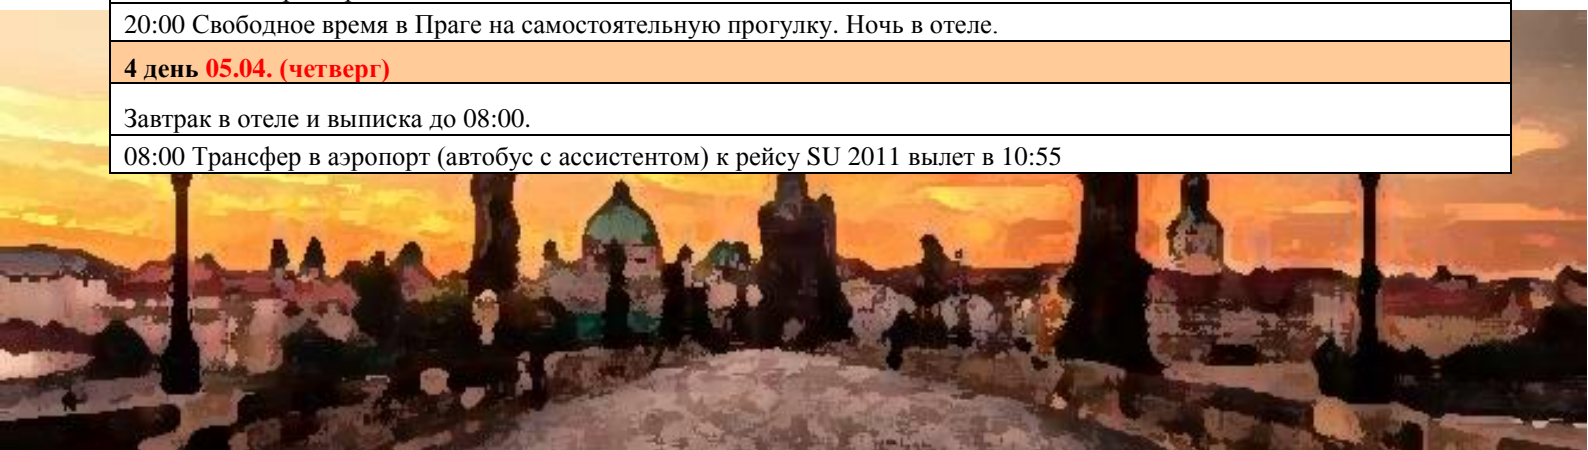 20:00 Свободное время в Праге на самостоятельную прогулку. Ночь в отеле.
4 день 05.04. (четверг)
Завтрак в отеле и выписка до 08:00.
08:00 Трансфер в аэропорт (автобус с ассистентом) к рейсу SU 2011 вылет в 10:55